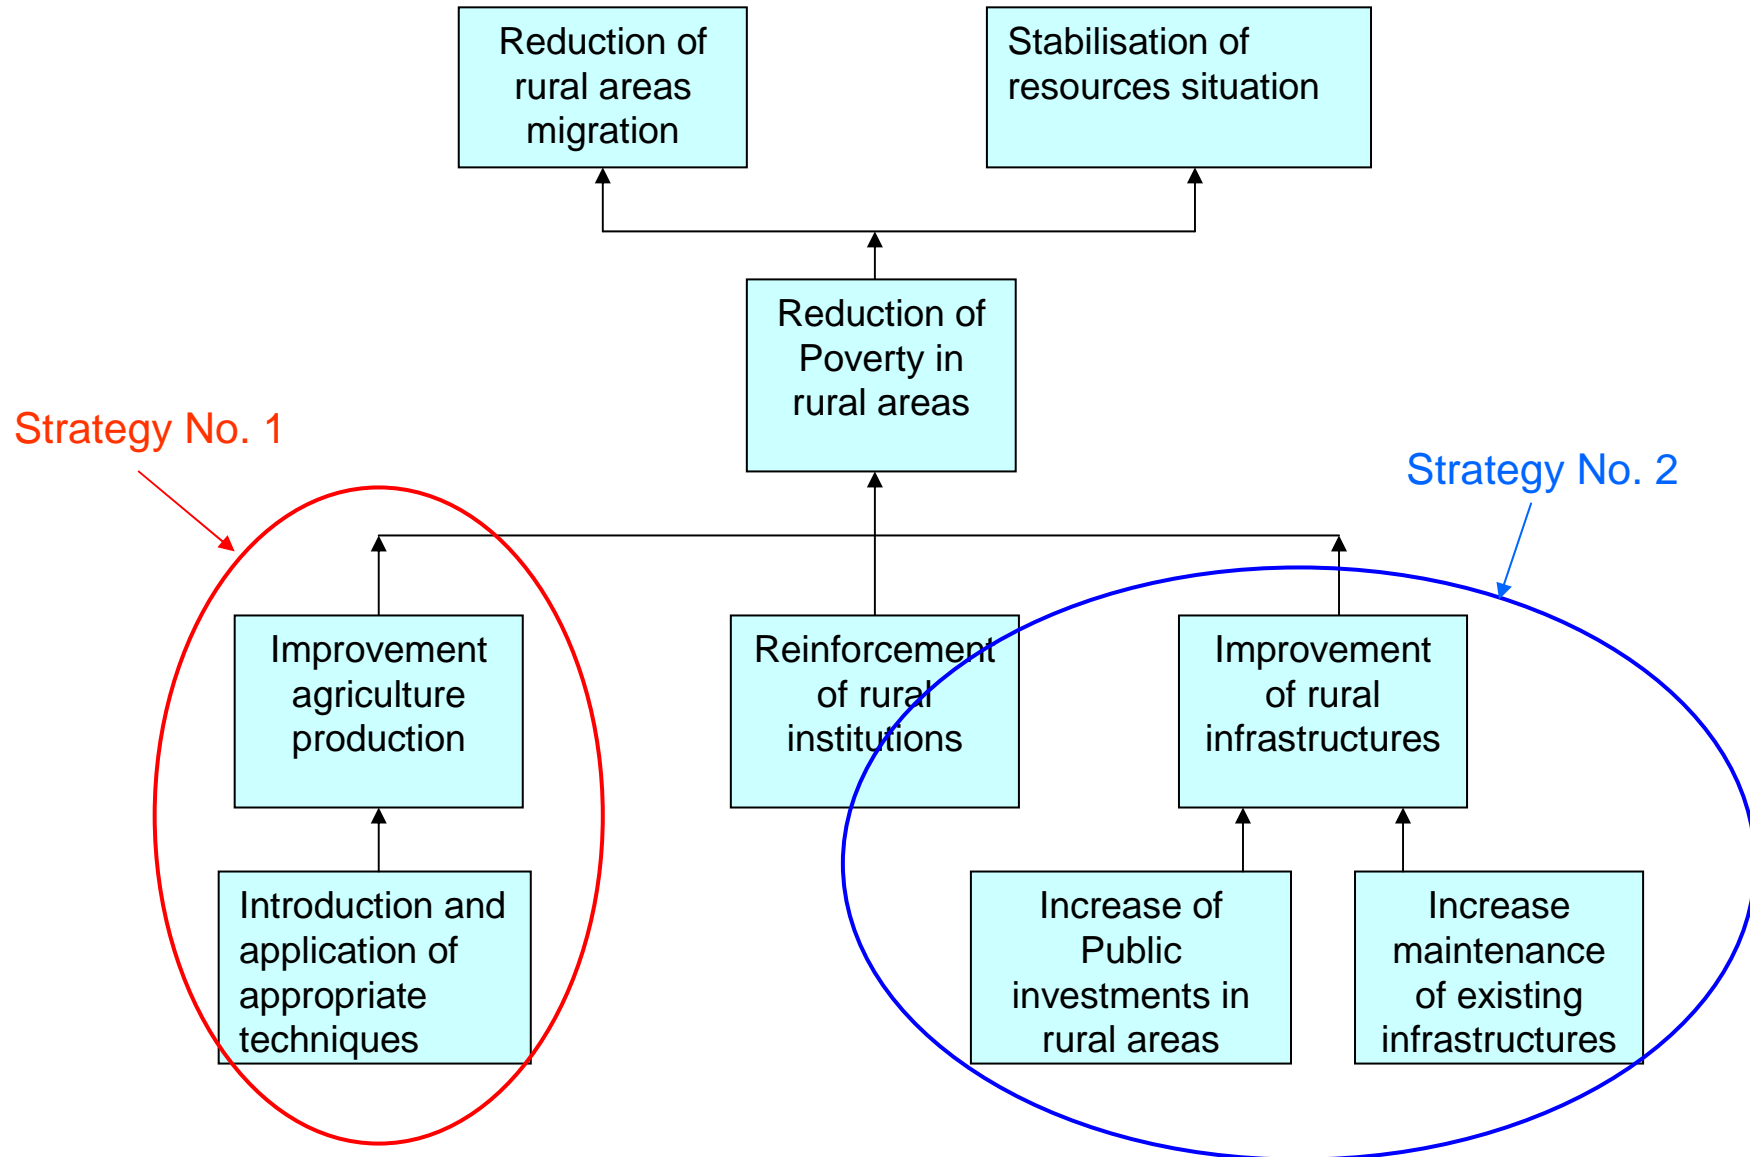 Reduction of
rural areas
migration
Stabilisation of
resources situation
Reduction of
Poverty in
rural areas
Strategy No. 1
Strategy No. 2
Improvement
agriculture
production
Reinforcement
of rural
institutions
Improvement
of rural
infrastructures
Introduction and
application of
appropriate
techniques
Increase of
Public
investments in
rural areas
Increase
maintenance
of existing
infrastructures